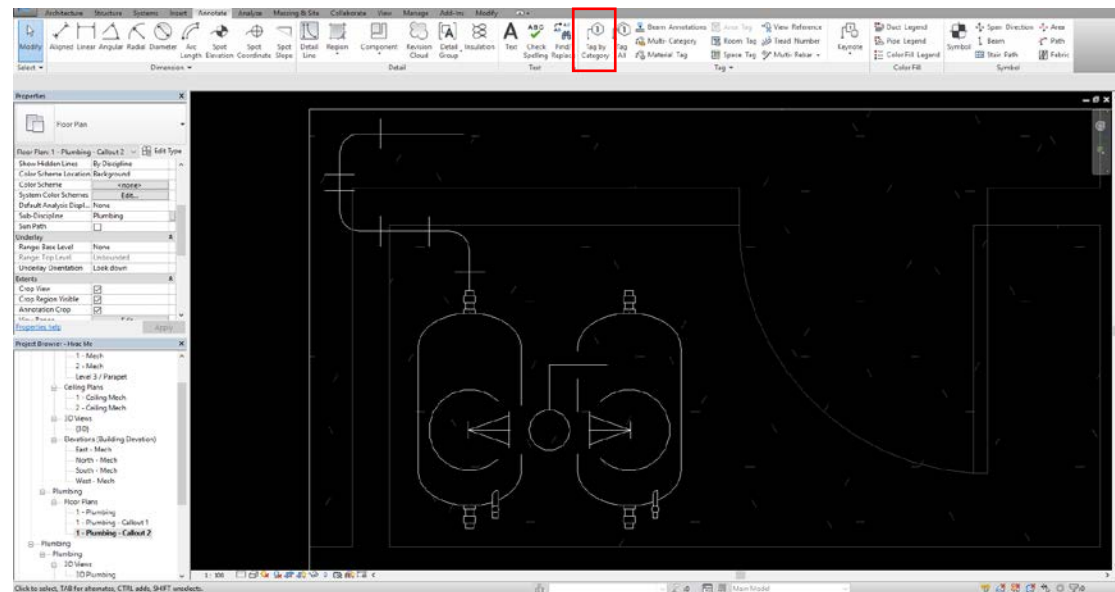 Architecture Structure Systems Insert Annotate Analyze Massing & Site Collaborate View Manage Add-Ins Modify
Modify Aligned Linear Angular Radial Diameter Arc Length Spot Elevation Spot Coordinate Spot Slope Detail Line Region Component Revision Cloud Detail Group Insulation Text Check Spelling Find/ Replace Tag by Category Tag All Beam Annotations Area Tag View Reference Keynote Duct Legend Symbol Span Direction Area
Multi-Category Room Tag Tread Number Pipe Legend Beam Path
Material Tag Space Tag Multi-Rebar ColorFill Legend Stair Path Fabric
Select Dimension Detail Text Tag Color Fill Symbol
Properties X
Floor Plan
Floor Plan: 1 - Plumbing - Callout 2 Edit Type
Show Hidden Lines By Discipline
Color Scheme Location Background
Color Scheme <none>
System Color Schemes Edit...
Default Analysis Displ... None
Sub-Discipline Plumbing
Sun Path
Underlay
Range: Base Level None
Range: Top Level Unbounded
Underlay Orientation Look down
Extents
Crop View
Crop Region Visible
Annotation Crop
View Range Edit...
Properties help Apply
Project Browser - Hvac Me X
1 - Mech
2 - Mech
Level 3 / Parapet
Ceiling Plans
1 - Ceiling Mech
2 - Ceiling Mech
3D Views
{3D}
Elevations (Building Elevation)
East - Mech
North - Mech
South - Mech
West - Mech
Plumbing
Floor Plans
1 - Plumbing
1 - Plumbing - Callout 1
1 - Plumbing - Callout 2
Plumbing
Plumbing
3D Views
3D Plumbing
1 : 100
Click to select, TAB for alternates, CTRL adds, SHIFT unselects. Main Model